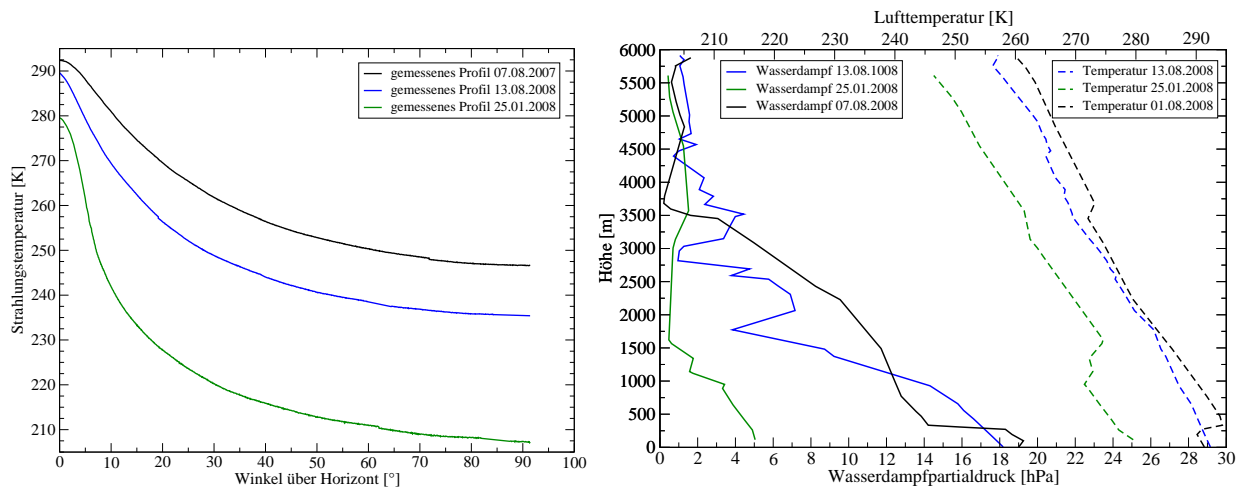 290
280
270
260
250
240
230
220
210
Strahlungstemperatur [K]
0 10 20 30 40 50 60 70 80 90 100
Winkel über Horizont [°]
gemessenes Profil 07.08.2007
gemessenes Profil 13.08.2008
gemessenes Profil 25.01.2008
Lufttemperatur [K]
210 220 230 240 250 260 270 280 290
6000
5500
5000
4500
4000
3500
3000
2500
2000
1500
1000
500
0
Höhe [m]
Wasserdampf 13.08.1008
Wasserdampf 25.01.2008
Wasserdampf 07.08.2008
Temperatur 13.08.2008
Temperatur 25.01.2008
Temperatur 01.08.2008
0 2 4 6 8 10 12 14 16 18 20 22 24 26 28 30
Wasserdampfpartialdruck [hPa]